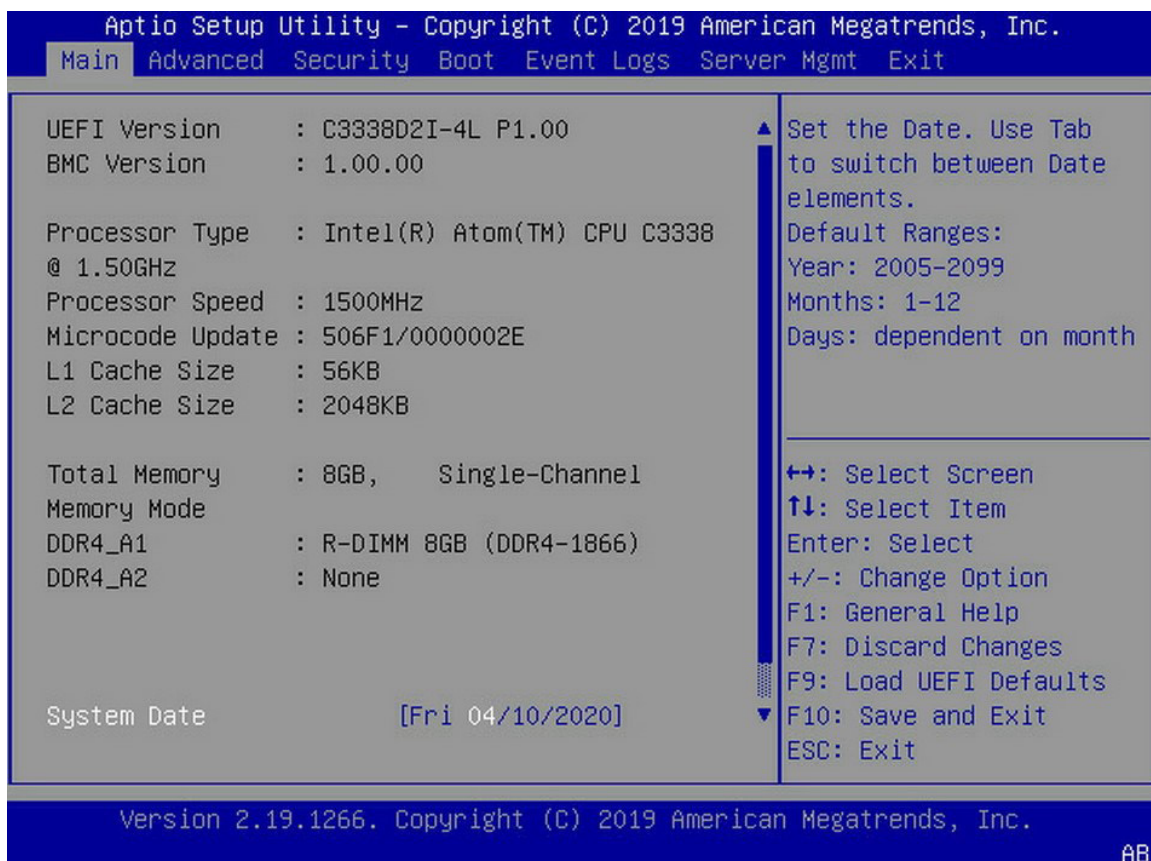 Aptio Setup Utility – Copyright (C) 2019 American Megatrends, Inc.
Main Advanced Security Boot Event Logs Server Mgmt Exit
UEFI Version : C3338D2I-4L P1.00
BMC Version : 1.00.00
Processor Type : Intel(R) Atom(TM) CPU C3338
@ 1.50GHz
Processor Speed : 1500MHz
Microcode Update : 506F1/0000002E
L1 Cache Size : 56KB
L2 Cache Size : 2048KB
Total Memory : 8GB, Single-Channel
Memory Mode
DDR4_A1 : R-DIMM 8GB (DDR4-1866)
DDR4_A2 : None
System Date [Fri 04/10/2020]
Set the Date. Use Tab
to switch between Date
elements.
Default Ranges:
Year: 2005-2099
Months: 1-12
Days: dependent on month
↔: Select Screen
↑↓: Select Item
Enter: Select
+/-: Change Option
F1: General Help
F7: Discard Changes
F9: Load UEFI Defaults
F10: Save and Exit
ESC: Exit
Version 2.19.1266. Copyright (C) 2019 American Megatrends, Inc.
AB